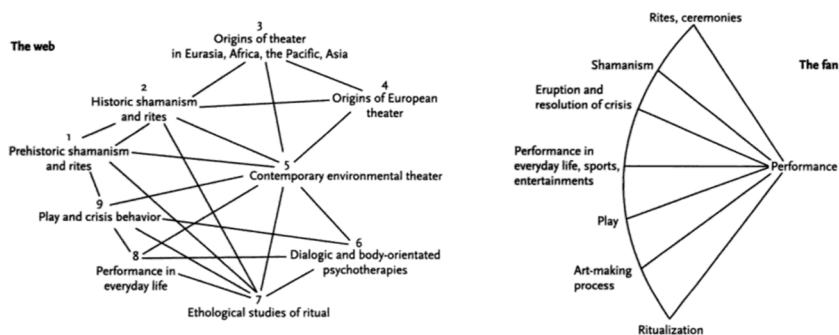 The web
3
Origins of theater
in Eurasia, Africa, the Pacific, Asia
2
Historic shamanism
and rites
4
Origins of European
theater
1
Prehistoric shamanism
and rites
5
Contemporary environmental theater
9
Play and crisis behavior
6
Dialogic and body-orientated
psychotherapies
8
Performance in
everyday life
7
Ethological studies of ritual
The fan
Rites, ceremonies
Shamanism
Eruption and
resolution of crisis
Performance in
everyday life, sports,
entertainments
Performance
Play
Art-making
process
Ritualization